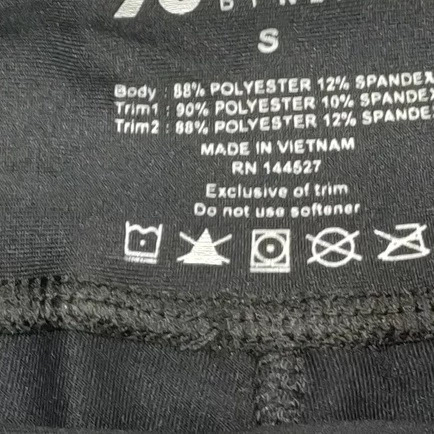 S
Body : 88% POLYESTER 12% SPANDEX
Trim1 : 90% POLYESTER 10% SPANDEX
Trim2 : 88% POLYESTER 12% SPANDE
MADE IN VIETNAM
RN 144527
Exclusive of trim
Do not use softener